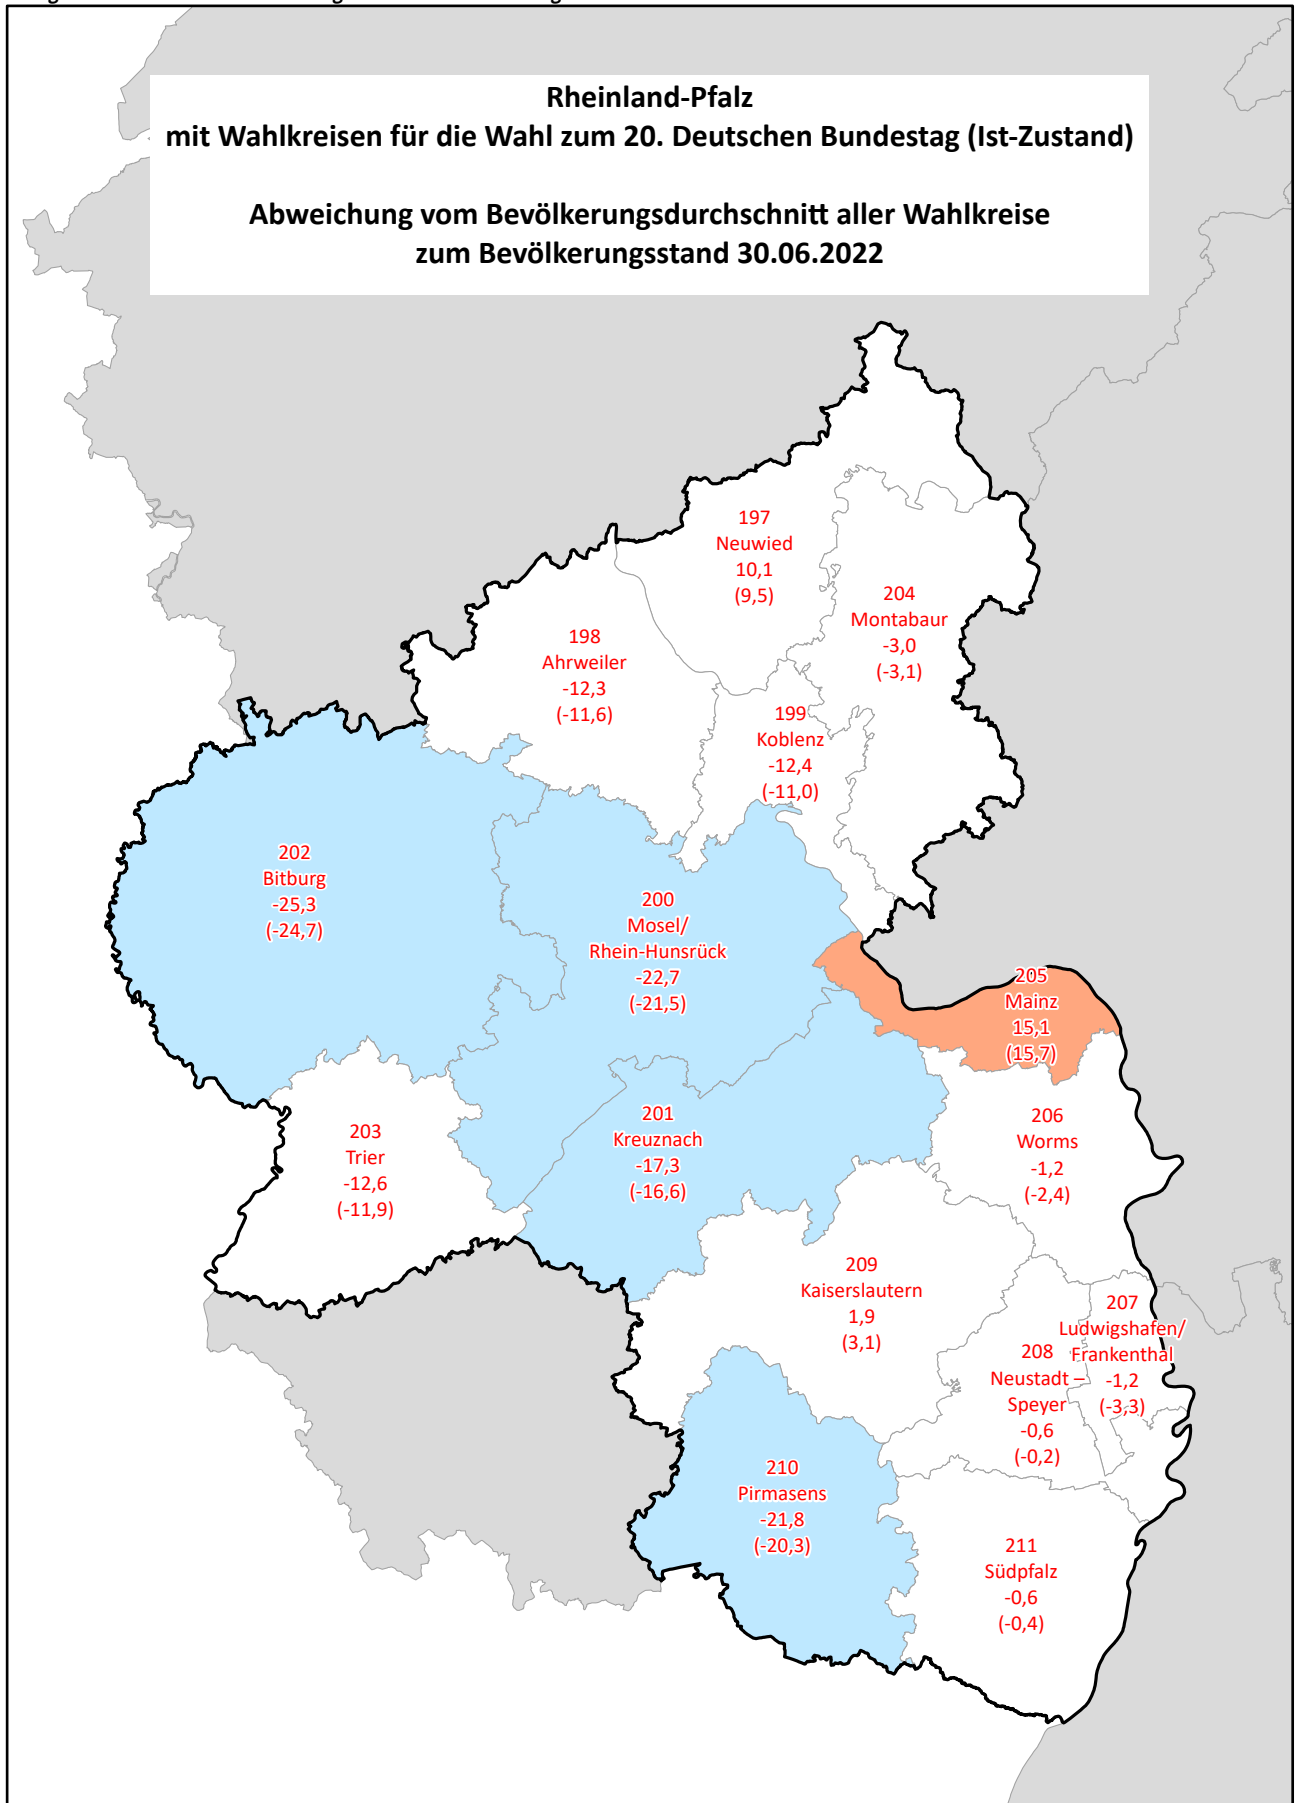 Rheinland-Pfalz
mit Wahlkreisen für die Wahl zum 20. Deutschen Bundestag (Ist-Zustand)
Abweichung vom Bevölkerungsdurchschnitt aller Wahlkreise
zum Bevölkerungsstand 30.06.2022
197
Neuwied
10,1
(9,5)
204
Montabaur
-3,0
(-3,1)
198
Ahrweiler
-12,3
(-11,6)
199
Koblenz
-12,4
(-11,0)
202
Bitburg
-25,3
(-24,7)
200
Mosel/
Rhein-Hunsrück
-22,7
(-21,5)
205
Mainz
15,1
(15,7)
201
Kreuznach
-17,3
(-16,6)
203
Trier
-12,6
(-11,9)
206
Worms
-1,2
(-2,4)
209
Kaiserslautern
1,9
(3,1)
207
Ludwigshafen/
Frankenthal
-1,2
(-3,3)
208
Neustadt –
Speyer
-0,6
(-0,2)
210
Pirmasens
-21,8
(-20,3)
211
Südpfalz
-0,6
(-0,4)